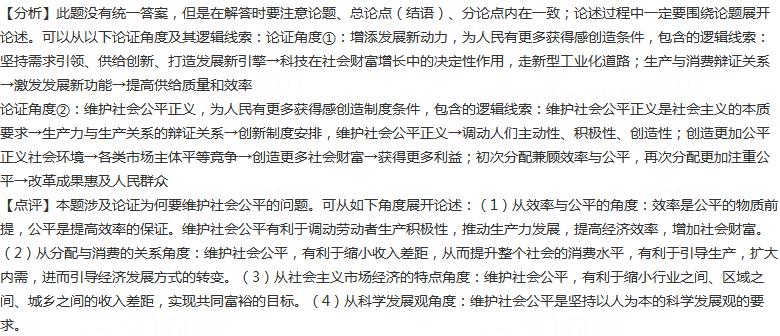 【分析】此题没有统一答案，但是在解答时要注意论题、总论点（结语）、分论点内在一致；论述过程中一定要围绕论题展开
论述。可以从以下论证角度及其逻辑线索：论证角度①：增添发展新动力，为人民有更多获得感创造条件，包含的逻辑线索：
坚持需求引领、供给创新、打造发展新引擎→科技在社会财富增长中的决定性作用，走新型工业化道路；生产与消费辩证关系
→激发发展新功能→提高供给质量和效率
论证角度②：维护社会公平正义，为人民有更多获得感创造制度条件，包含的逻辑线索：维护社会公平正义是社会主义的本质
要求→生产力与生产关系的辩证关系→创新制度安排，维护社会公平正义→调动人们主动性、积极性、创造性；创造更加公平
正义社会环境→各类市场主体平等竞争→创造更多社会财富→获得更多利益；初次分配兼顾效率与公平，再次分配更加注重公
平→改革成果惠及人民群众
【点评】本题涉及论证为何要维护社会公平的问题。可从如下角度展开论述：（1）从效率与公平的角度：效率是公平的物质前
提，公平是提高效率的保证。维护社会公平有利于调动劳动者生产积极性，推动生产力发展，提高经济效率，增加社会财富。
（2）从分配与消费的关系角度：维护社会公平，有利于缩小收入差距，从而提升整个社会的消费水平，有利于引导生产，扩大
内需，进而引导经济发展方式的转变。（3）从社会主义市场经济的特点角度：维护社会公平，有利于缩小行业之间、区域之
间、城乡之间的收入差距，实现共同富裕的目标。（4）从科学发展观角度：维护社会公平是坚持以人为本的科学发展观的要
求。